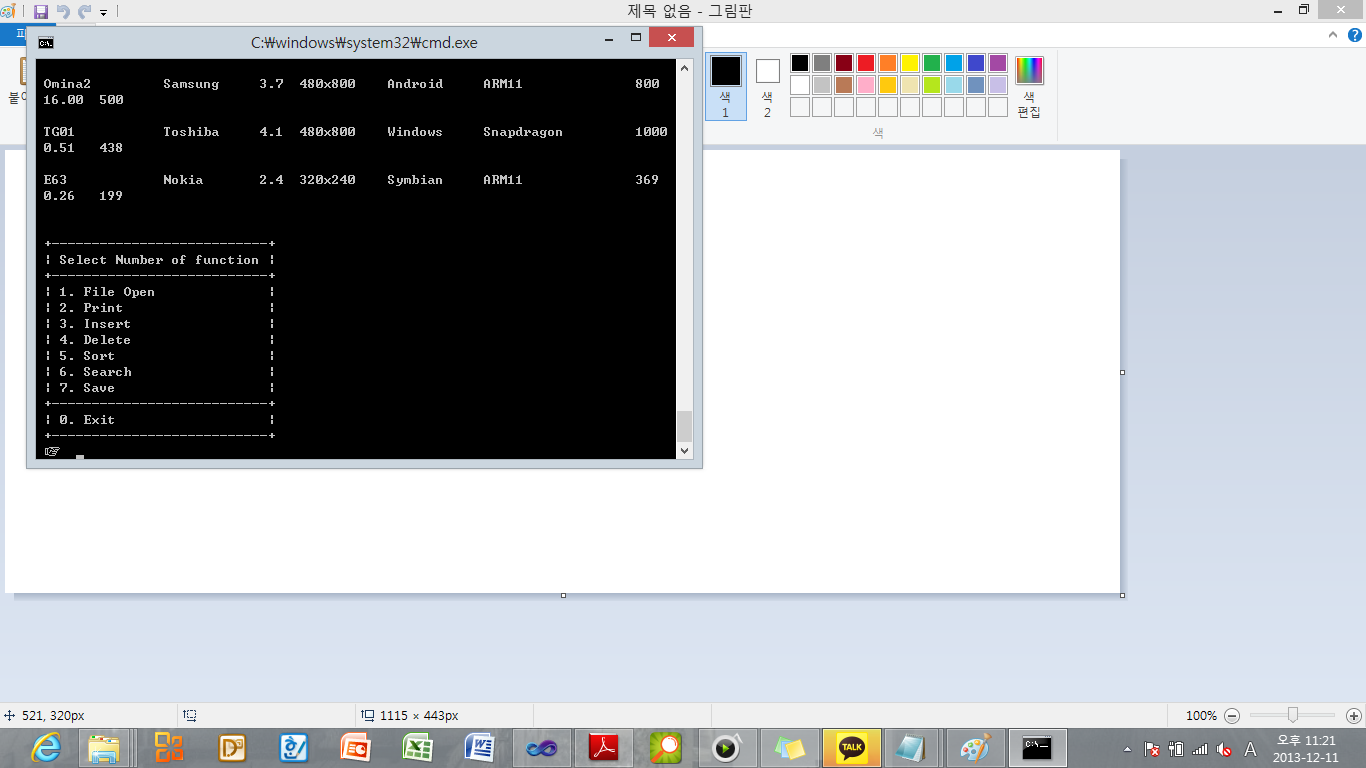 제목 없음 - 그림판
C:\windows\system32\cmd.exe
Omina2 Samsung 3.7 480x800 Android ARM11 800
16.00 500
TG01 Toshiba 4.1 480x800 Windows Snapdragon 1000
0.51 438
E63 Nokia 2.4 320x240 Symbian ARM11 369
0.26 199
+---------------------------+
| Select Number of function |
+---------------------------+
| 1. File Open |
| 2. Print |
| 3. Insert |
| 4. Delete |
| 5. Sort |
| 6. Search |
| 7. Save |
+---------------------------+
| 0. Exit |
+---------------------------+
☞
색
1
색
2
색
편집
색
521, 320px
1115 × 443px
100%
TALK
A
오후 11:21
2013-12-11